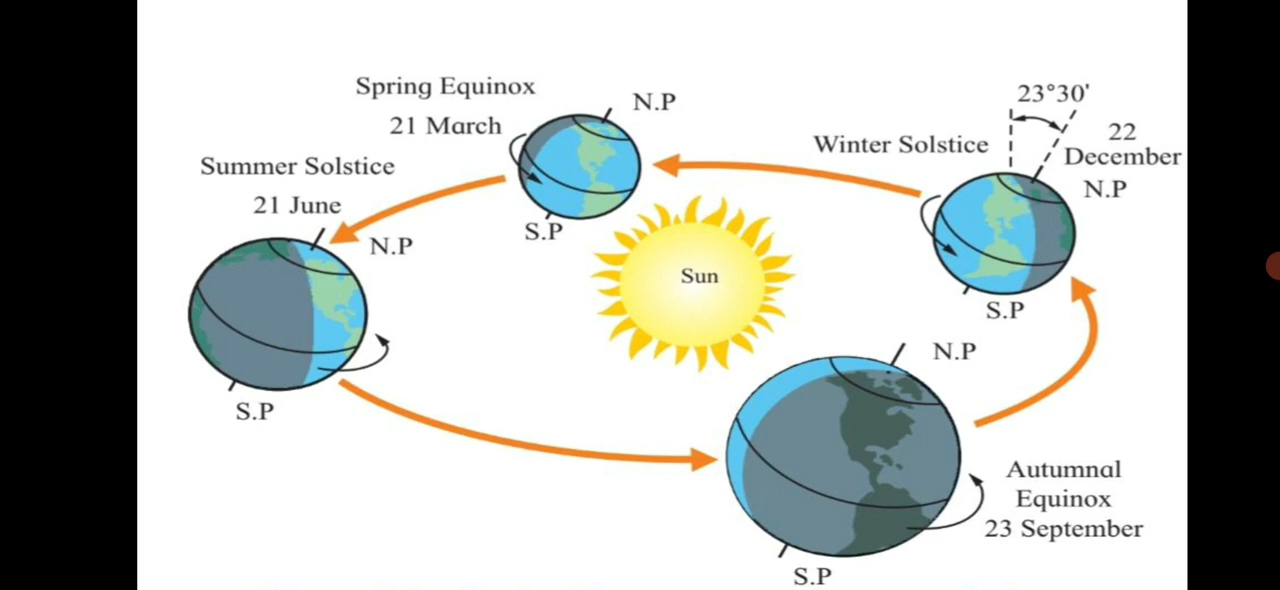 Spring Equinox
21 March
N.P
S.P
Summer Solstice
21 June
N.P
S.P
Sun
Winter Solstice
23°30'
22
December
N.P
S.P
N.P
Autumnal
Equinox
23 September
S.P